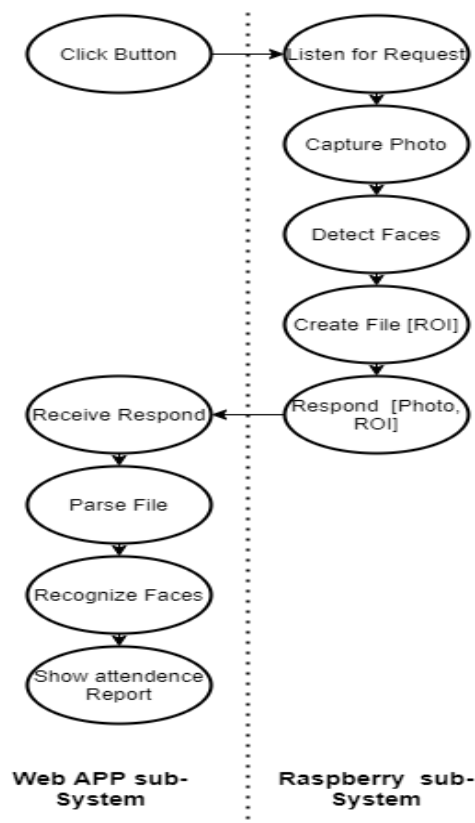 Click Button
Listen for Request
Capture Photo
Detect Faces
Create File [ROI]
Respond [Photo,
ROI]
Receive Respond
Parse File
Recognize Faces
Show attendence
Report
Web APP sub-
System
Raspberry sub-
System